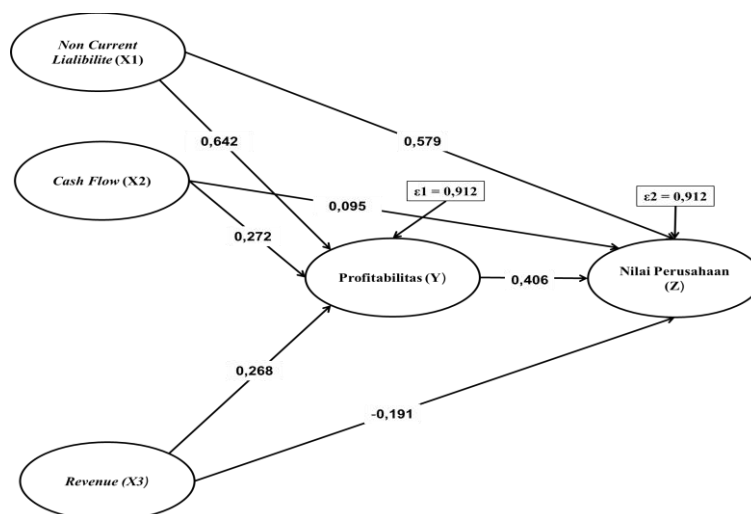 Non Current
Lialibilite (X1)
0,642
0,579
Cash Flow (X2)
ε1 = 0,912
ε2 = 0,912
0,095
0,272
Profitabilitas (Y)
0,406
Nilai Perusahaan
(Z)
0,268
-0,191
Revenue (X3)